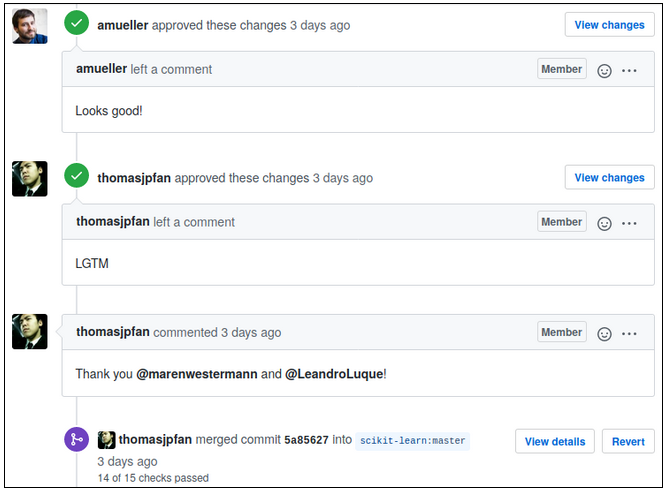 amueller approved these changes 3 days ago
View changes
amueller left a comment
Member
Looks good!
thomasjpfan approved these changes 3 days ago
View changes
thomasjpfan left a comment
Member
LGTM
thomasjpfan commented 3 days ago
Member
Thank you @marenwestermann and @LeandroLuque!
thomasjpfan merged commit 5a85627 into scikit-learn:master
View details
Revert
3 days ago
14 of 15 checks passed